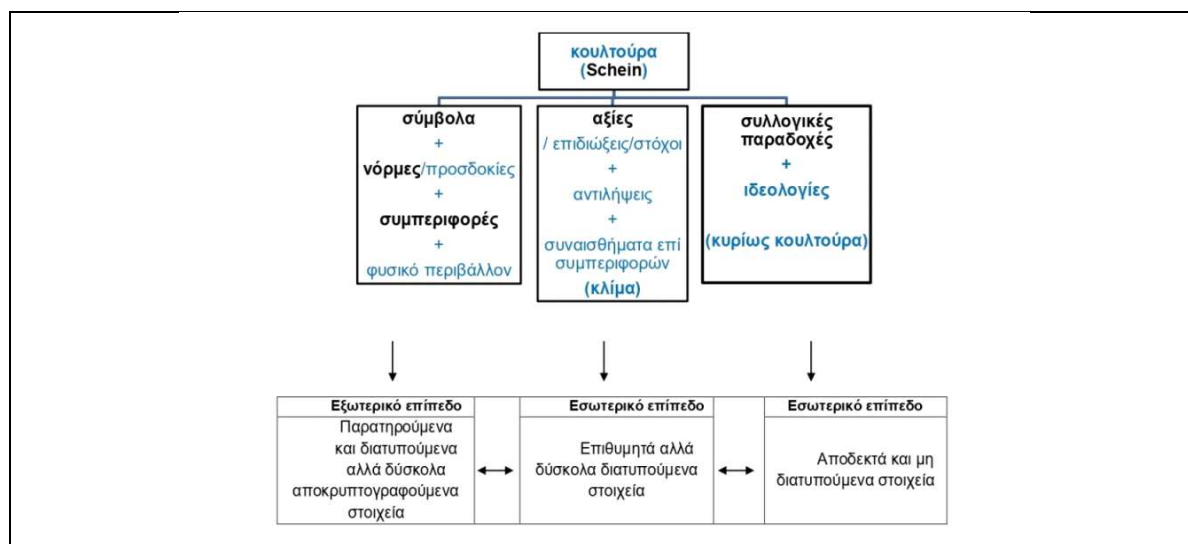 κουλτούρα
(Schein)
σύμβολα
+
νόρμες/προσδοκίες
+
συμπεριφορές
+
φυσικό περιβάλλον
αξίες
/ επιδιώξεις/στόχοι
+
αντιλήψεις
+
συναισθήματα επί
συμπεριφορών
(κλίμα)
συλλογικές
παραδοχές
+
ιδεολογίες
(κυρίως κουλτούρα)
Εξωτερικό επίπεδο
Παρατηρούμενα
και διατυπούμενα
αλλά δύσκολα
αποκρυπτογραφούμενα
στοιχεία
Εσωτερικό επίπεδο
Επιθυμητά αλλά
δύσκολα διατυπούμενα
στοιχεία
Εσωτερικό επίπεδο
Αποδεκτά και μη
διατυπούμενα στοιχεία